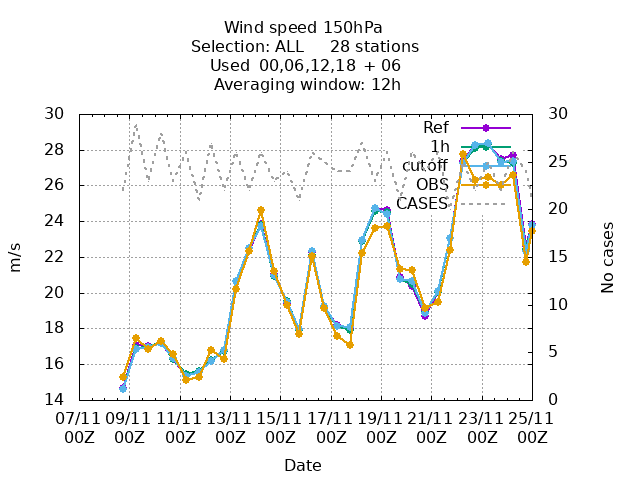 Wind speed 150hPa
Selection: ALL     28 stations
Used  00,06,12,18 + 06
Averaging window: 12h
30
28
26
24
22
20
18
16
14
30
25
20
15
10
5
0
m/s
No cases
Ref
1h
cutoff
OBS
CASES
07/11 09/11 11/11 13/11 15/11 17/11 19/11 21/11 23/11 25/11
00Z 00Z 00Z 00Z 00Z 00Z 00Z 00Z 00Z 00Z
Date